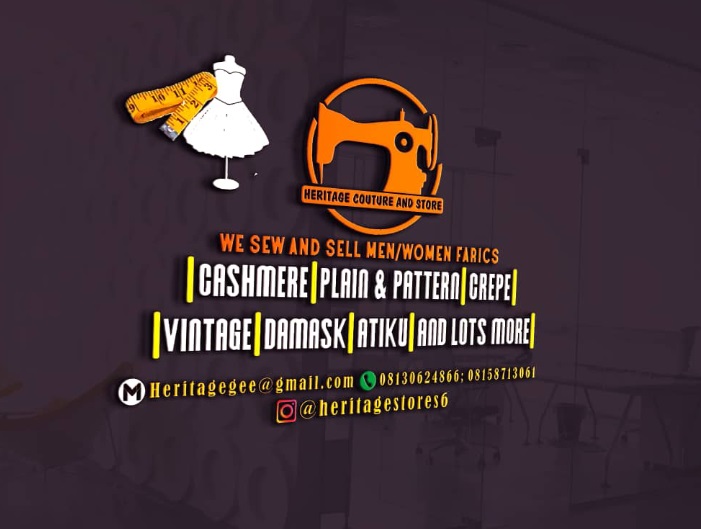 HERITAGE COUTURE AND STORE
WE SEW AND SELL MEN/WOMEN FARICS
|CASHMERE|PLAIN & PATTERN|CREPE|
|VINTAGE|DAMASK|ATIKU|AND LOTS MORE|
M Heritagegee@gmail.com 08130624866; 08158713061
@heritagestores6